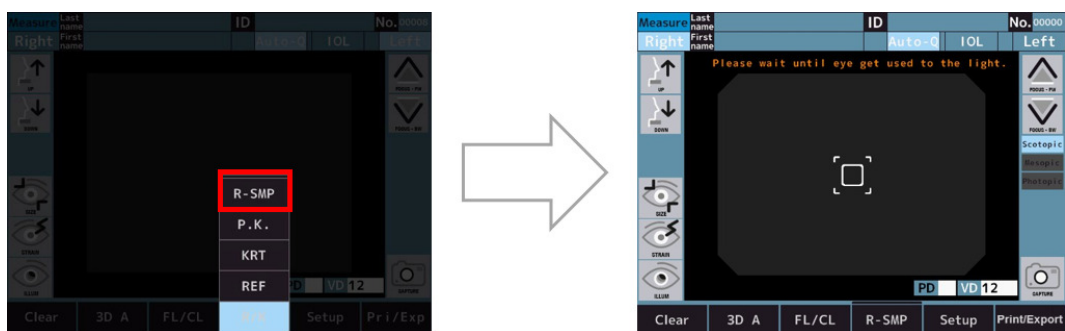 Measure Last name ID No. 00008
Right First name Auto-Q IOL Left
UP
FOCUS - FW
DOWN
FOCUS - BW
R-SMP
SIZE
P.K.
STRAIN
KRT
REF
PD VD 12
ILLUM
CAPTURE
Clear 3D A FL/CL Setup Pri/Exp
Measure Last name ID No. 00000
Right First name Auto-Q IOL Left
Please wait until eye get used to the light.
UP
FOCUS - FW
DOWN
FOCUS - BW
Scotopic
Mesopic
Photopic
SIZE
STRAIN
PD VD 12
ILLUM
CAPTURE
Clear 3D A FL/CL R-SMP Setup Print/Export